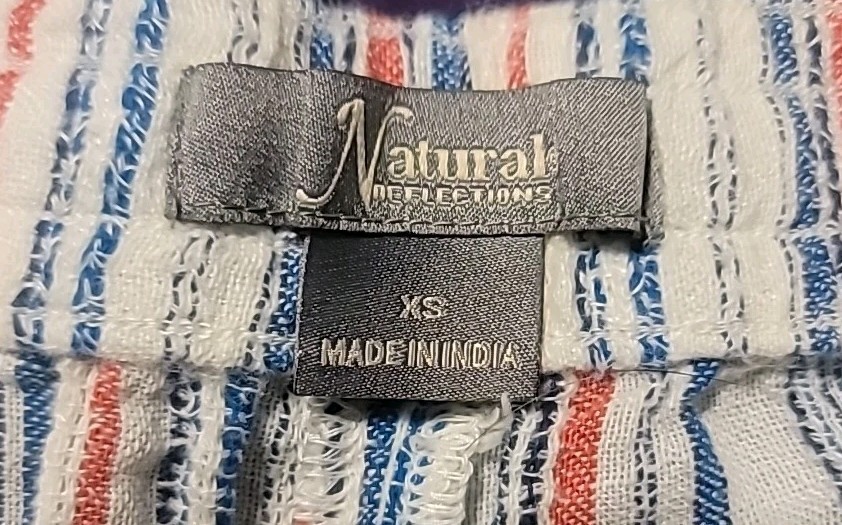 Natural
REFLECTIONS
XS
MADE IN INDIA